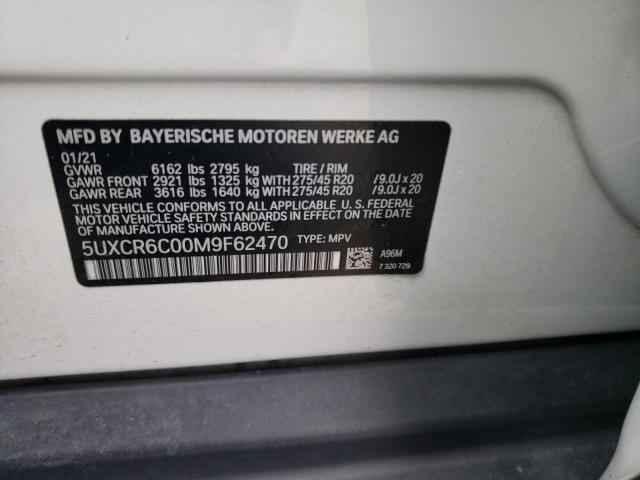 MFD BY BAYERISCHE MOTOREN WERKE AG
01/21
GVWR 6162 lbs 2795 kg TIRE / RIM
GAWR FRONT 2921 lbs 1325 kg WITH 275/45 R20 /9.0J x 20
GAWR REAR 3616 lbs 1640 kg WITH 275/45 R20 /9.0J x 20
THIS VEHICLE CONFORMS TO ALL APPLICABLE U. S. FEDERAL
MOTOR VEHICLE SAFETY STANDARDS IN EFFECT ON THE DATE
OF MANUFACTURE SHOWN ABOVE.
5UXCR6C00M9F62470 TYPE: MPV
A96M
7 320 729